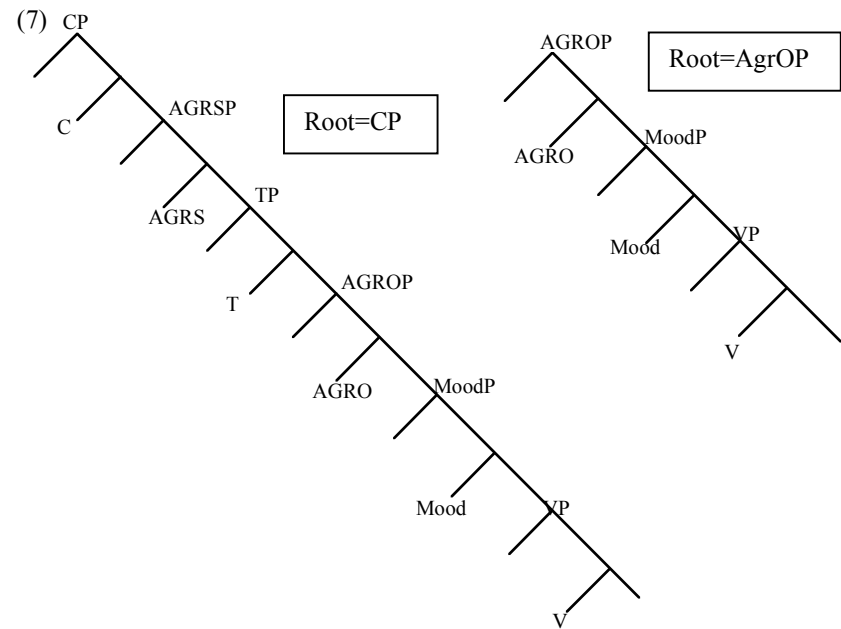 (7)
CP
AGROP
Root=AgrOP
Root=CP
AGRSP
C
AGRO
MoodP
AGRS
TP
Mood
VP
T
AGROP
V
AGRO
MoodP
Mood
VP
V